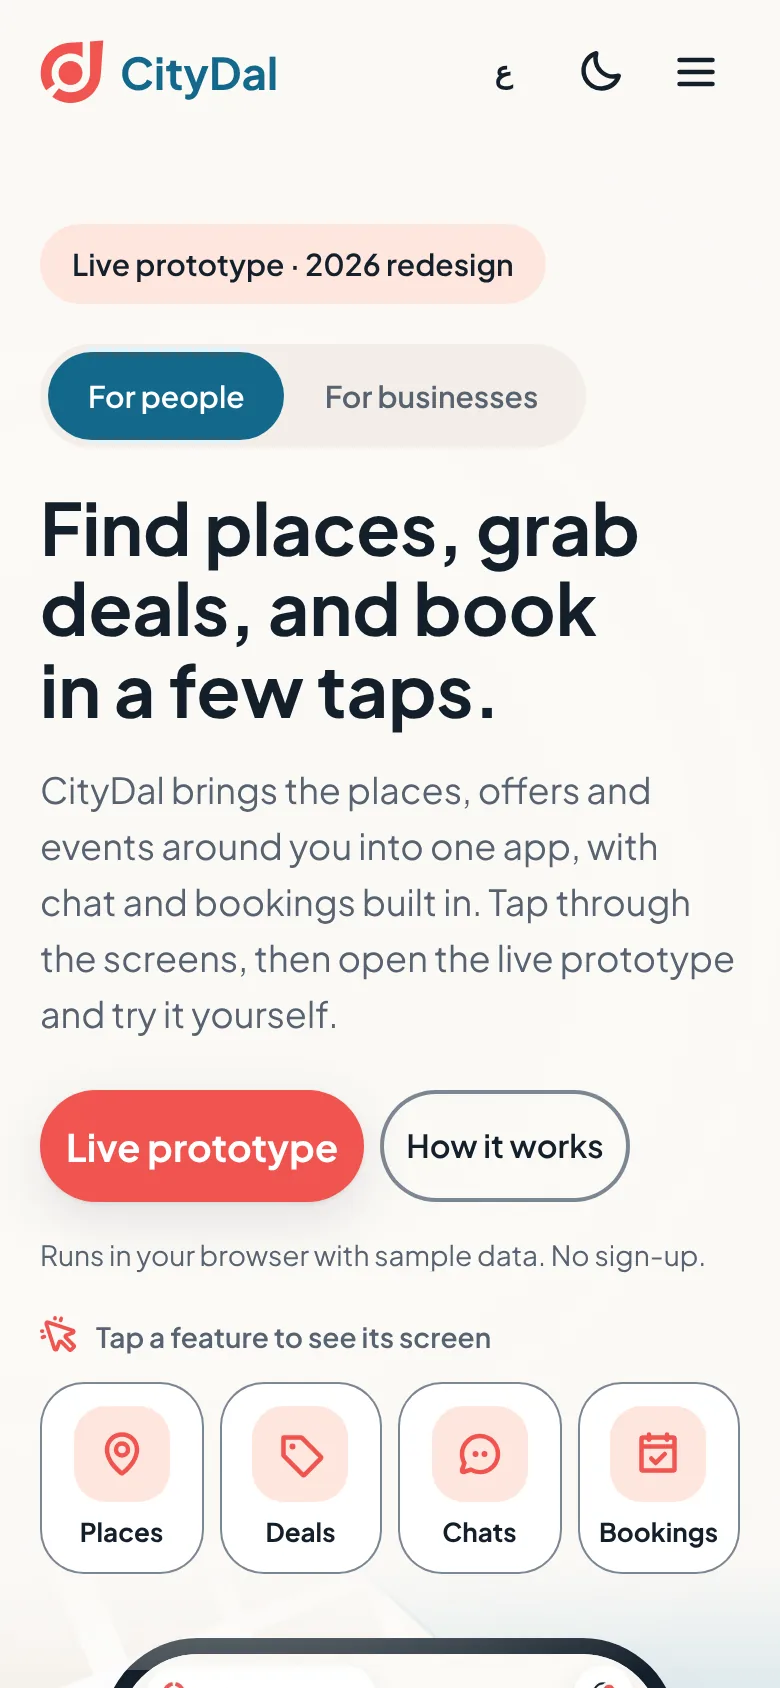 CityDal
ع
Live prototype · 2026 redesign
For people
For businesses
Find places, grab
deals, and book
in a few taps.
CityDal brings the places, offers and
events around you into one app, with
chat and bookings built in. Tap through
the screens, then open the live prototype
and try it yourself.
Live prototype
How it works
Runs in your browser with sample data. No sign-up.
Tap a feature to see its screen
Places
Deals
Chats
Bookings